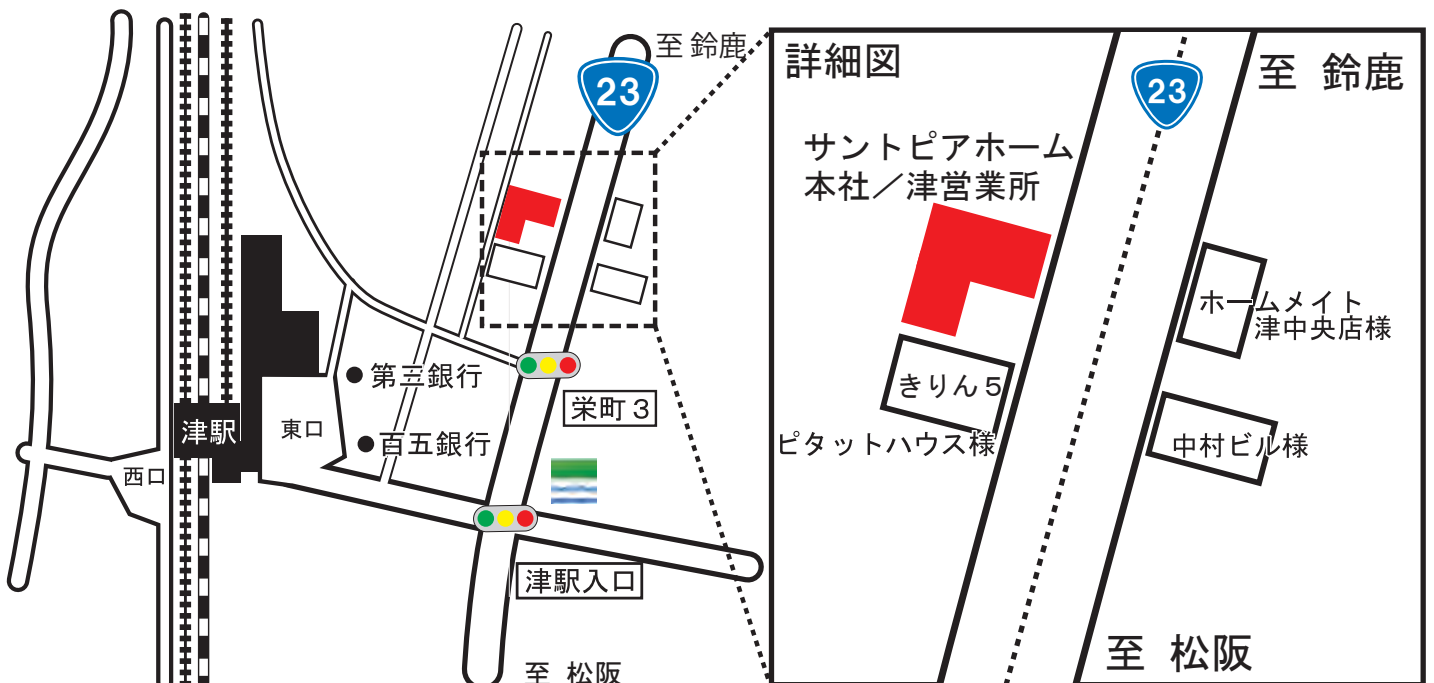 至 鈴鹿
23
第三銀行
津駅
東口
百五銀行
西口
栄町3
津駅入口
至 松阪
詳細図
23
至 鈴鹿
サントピアホーム
本社／津営業所
ホームメイト
津中央店様
きりん5
ピタットハウス様
中村ビル様
至 松阪